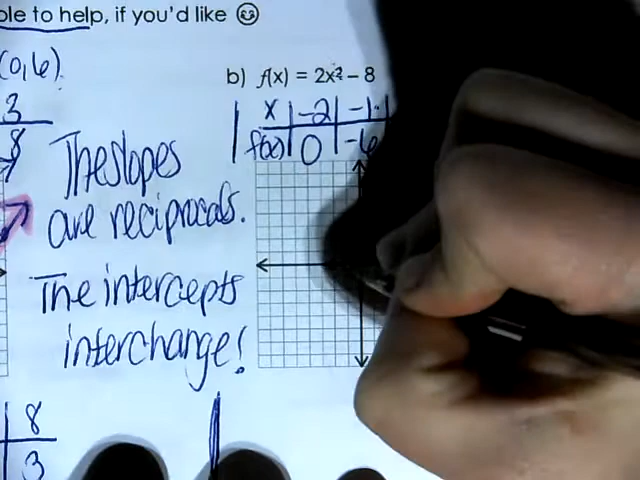 ble to help, if you'd like ☺
(0,6).
3
8
The slopes
are reciprocals.
The intercepts
interchange!
8
3
b) f(x) = 2x² – 8
x | -2 | -1
f(x) | 0 | -6